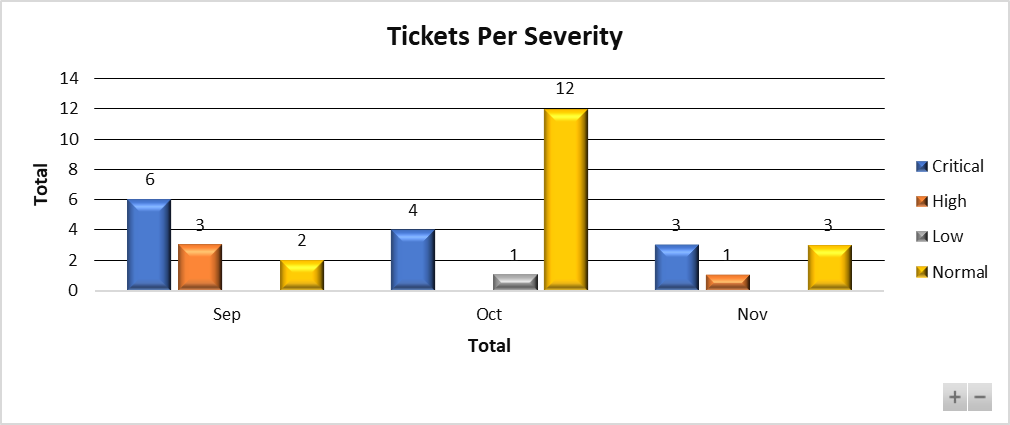 Tickets Per Severity
14
12
10
8
6
4
2
0
Total
6
3
2
4
1
12
3
1
3
Sep
Oct
Nov
Total
Critical
High
Low
Normal
+ −